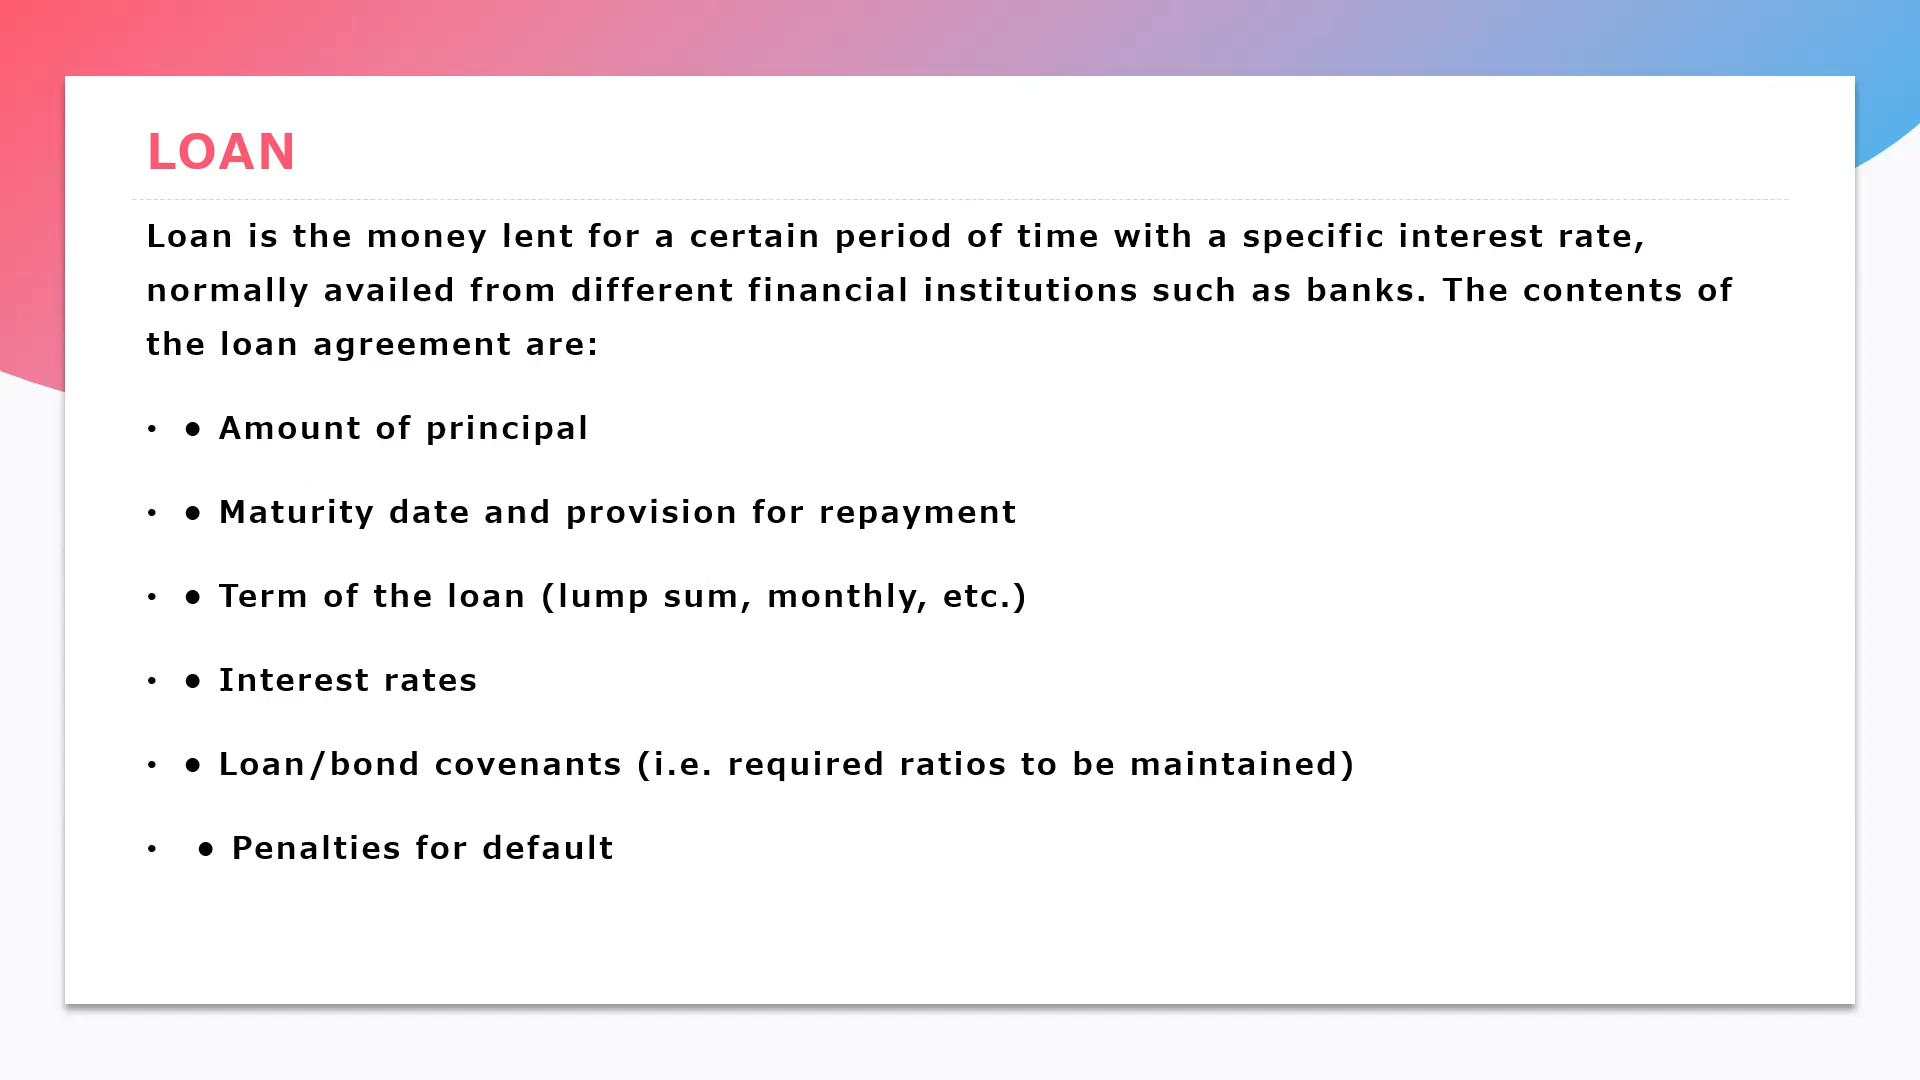 LOAN
Loan is the money lent for a certain period of time with a specific interest rate,
normally availed from different financial institutions such as banks. The contents of
the loan agreement are:
• ● Amount of principal
• ● Maturity date and provision for repayment
• ● Term of the loan (lump sum, monthly, etc.)
• ● Interest rates
• ● Loan/bond covenants (i.e. required ratios to be maintained)
• ● Penalties for default